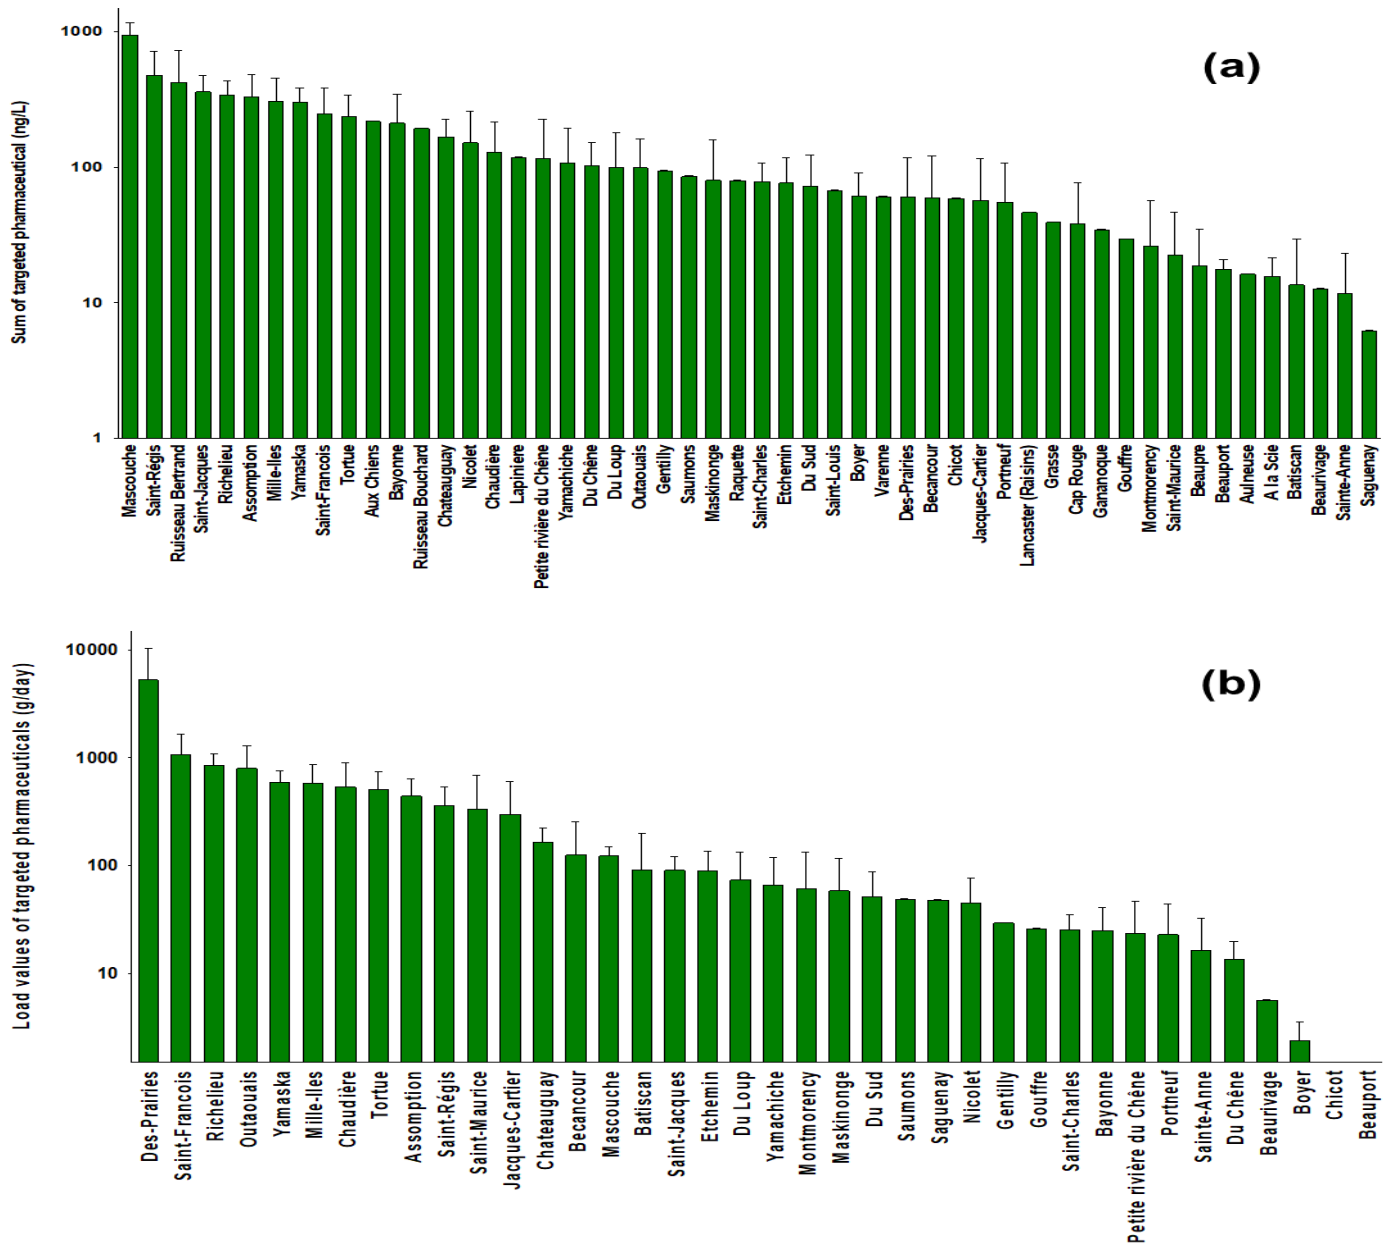 (a)
Sum of targeted pharmaceutical (ng/L)
1000
100
10
1
Mascouche
Saint-Régis
Ruisseau Bertrand
Saint-Jacques
Richelieu
Assomption
Mille-Iles
Yamaska
Saint-Francois
Tortue
Aux Chiens
Bayonne
Ruisseau Bouchard
Chateauguay
Nicolet
Chaudière
Lapiniere
Petite rivière du Chêne
Yamachiche
Du Chêne
Du Loup
Outaouais
Gentilly
Saumons
Maskinonge
Raquette
Saint-Charles
Etchemin
Du Sud
Saint-Louis
Boyer
Varenne
Des-Prairies
Becancour
Chicot
Jacques-Cartier
Portneuf
Lancaster (Raisins)
Grasse
Cap Rouge
Gananoque
Gouffre
Montmorency
Saint-Maurice
Beaupre
Beauport
Aulneuse
A la Scie
Batiscan
Beaurivage
Sainte-Anne
Saguenay
(b)
Load values of targeted pharmaceuticals (g/day)
10000
1000
100
10
Des-Prairies
Saint-Francois
Richelieu
Outaouais
Yamaska
Mille-Iles
Chaudière
Tortue
Assomption
Saint-Régis
Saint-Maurice
Jacques-Cartier
Chateauguay
Becancour
Mascouche
Batiscan
Saint-Jacques
Etchemin
Du Loup
Yamachiche
Montmorency
Maskinonge
Du Sud
Saumons
Saguenay
Nicolet
Gentilly
Gouffre
Saint-Charles
Bayonne
Petite rivière du Chêne
Portneuf
Sainte-Anne
Du Chêne
Beaurivage
Boyer
Chicot
Beauport